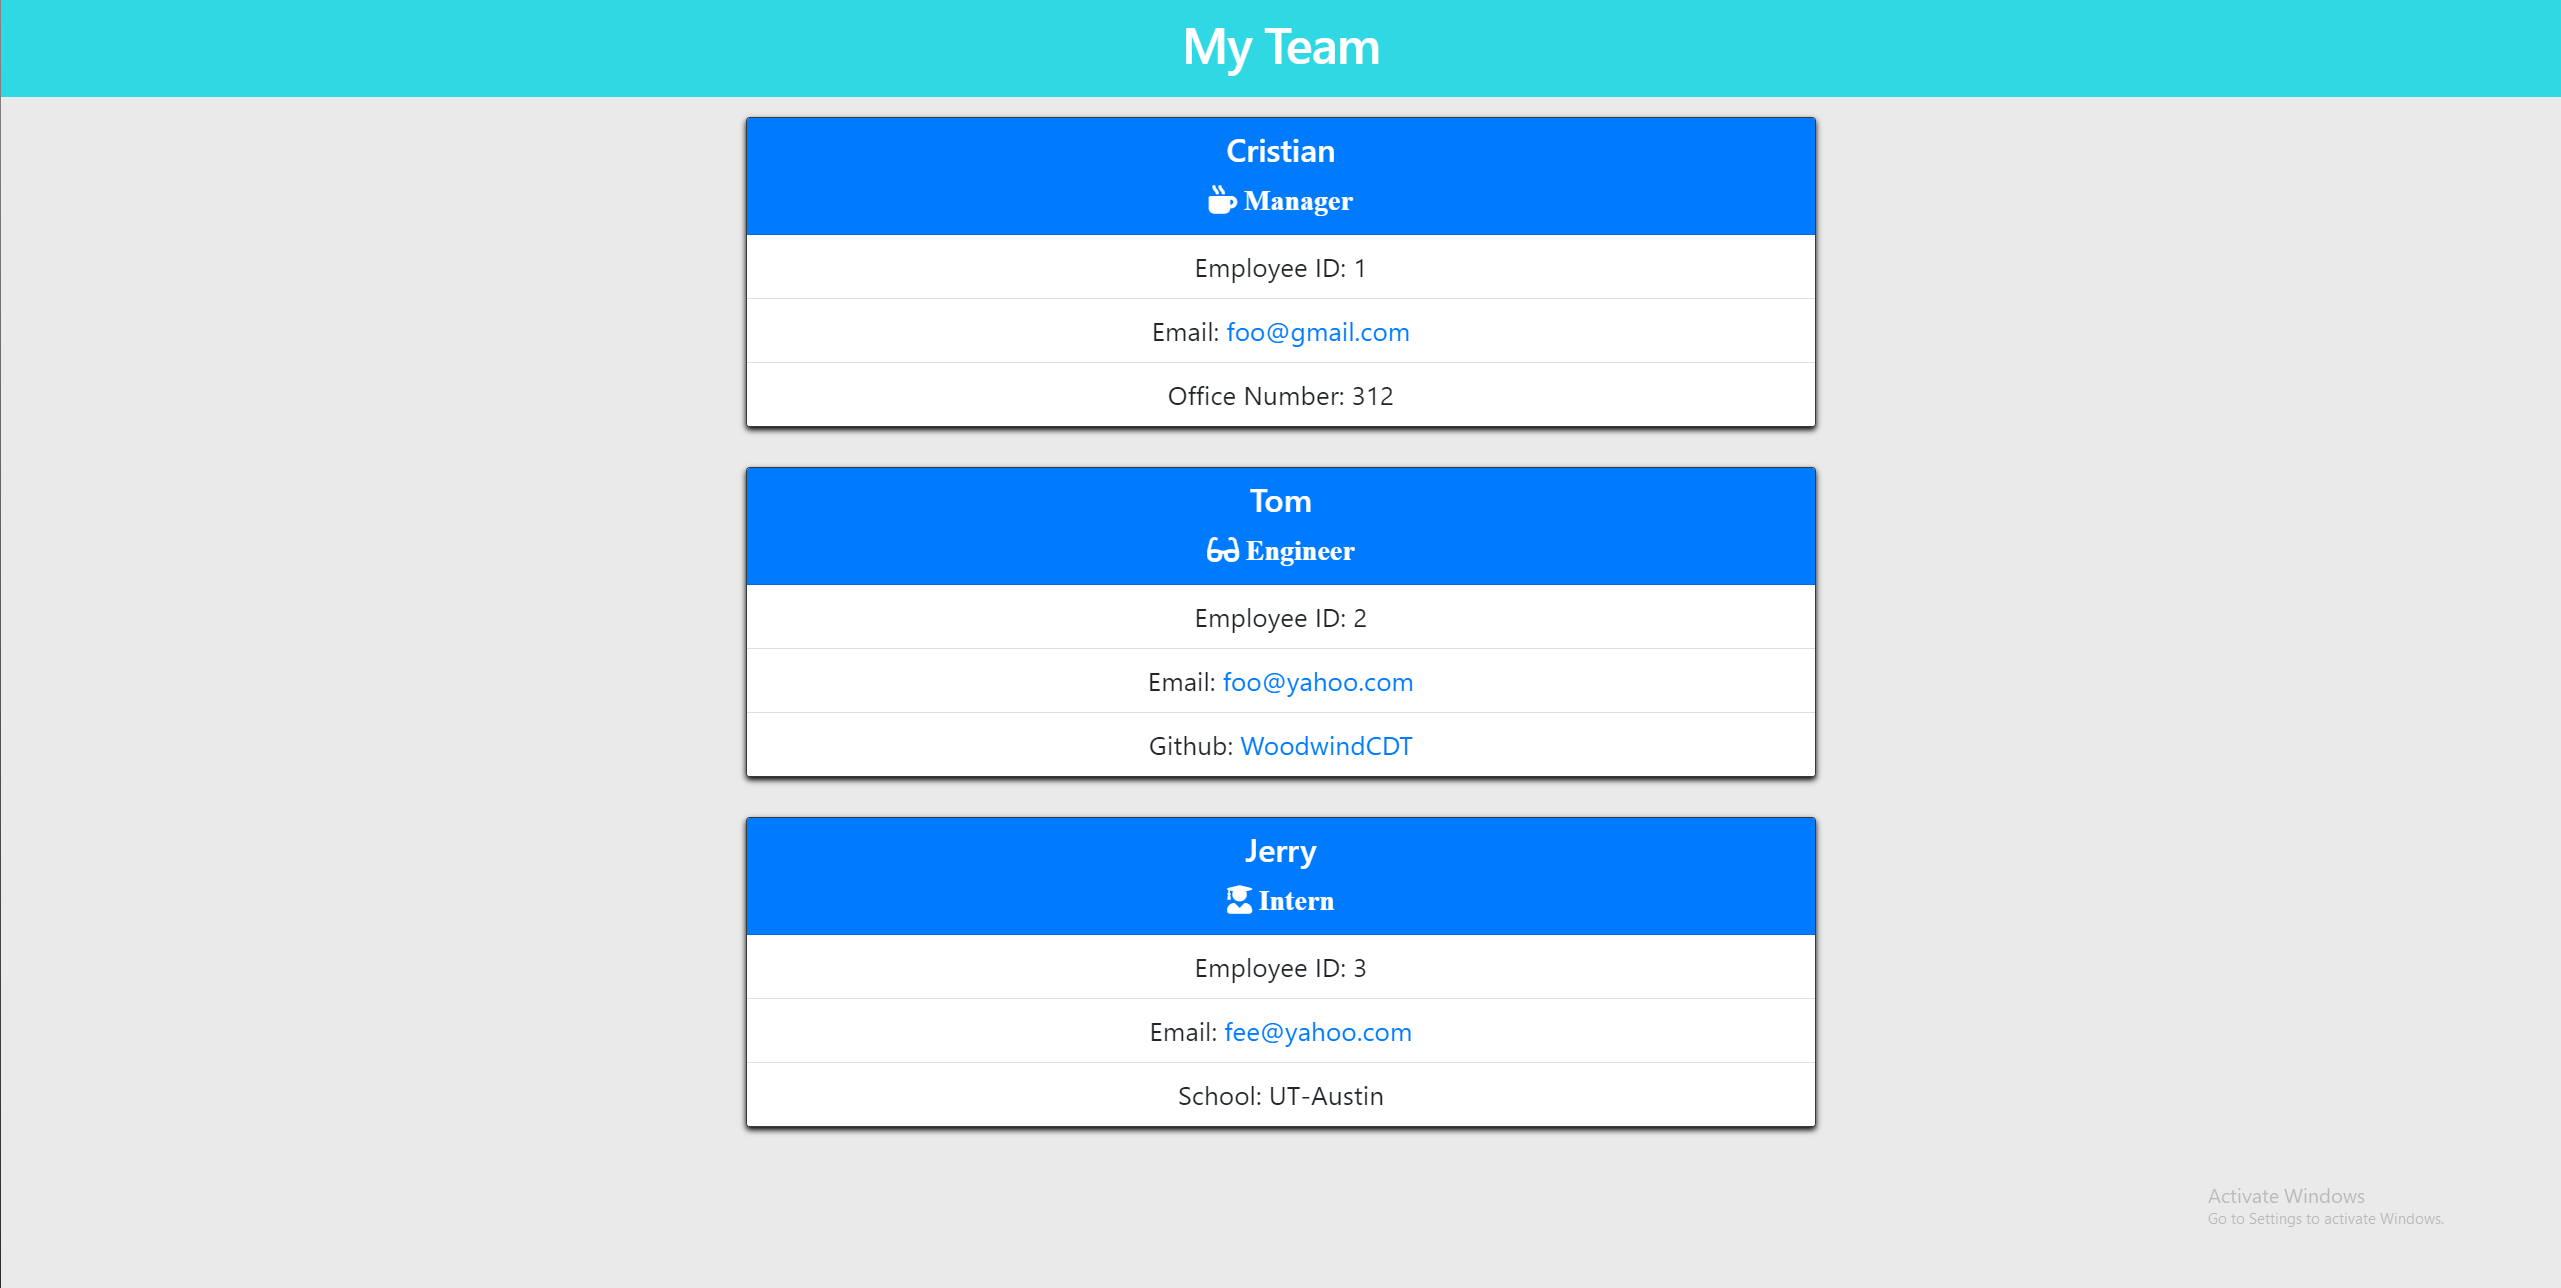 My Team
Cristian
Manager
Employee ID: 1
Email: foo@gmail.com
Office Number: 312
Tom
Engineer
Employee ID: 2
Email: foo@yahoo.com
Github: WoodwindCDT
Jerry
Intern
Employee ID: 3
Email: fee@yahoo.com
School: UT-Austin
Activate Windows
Go to Settings to activate Windows.